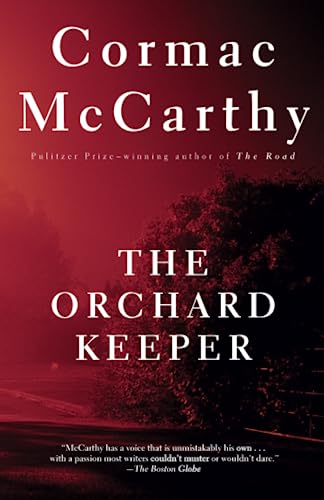 Cormac
McCarthy
Pulitzer Prize–winning author of The Road
THE
ORCHARD
KEEPER
“McCarthy has a voice that is unmistakably his own . . .
with a passion most writers couldn’t muster or wouldn’t dare.”
—The Boston Globe